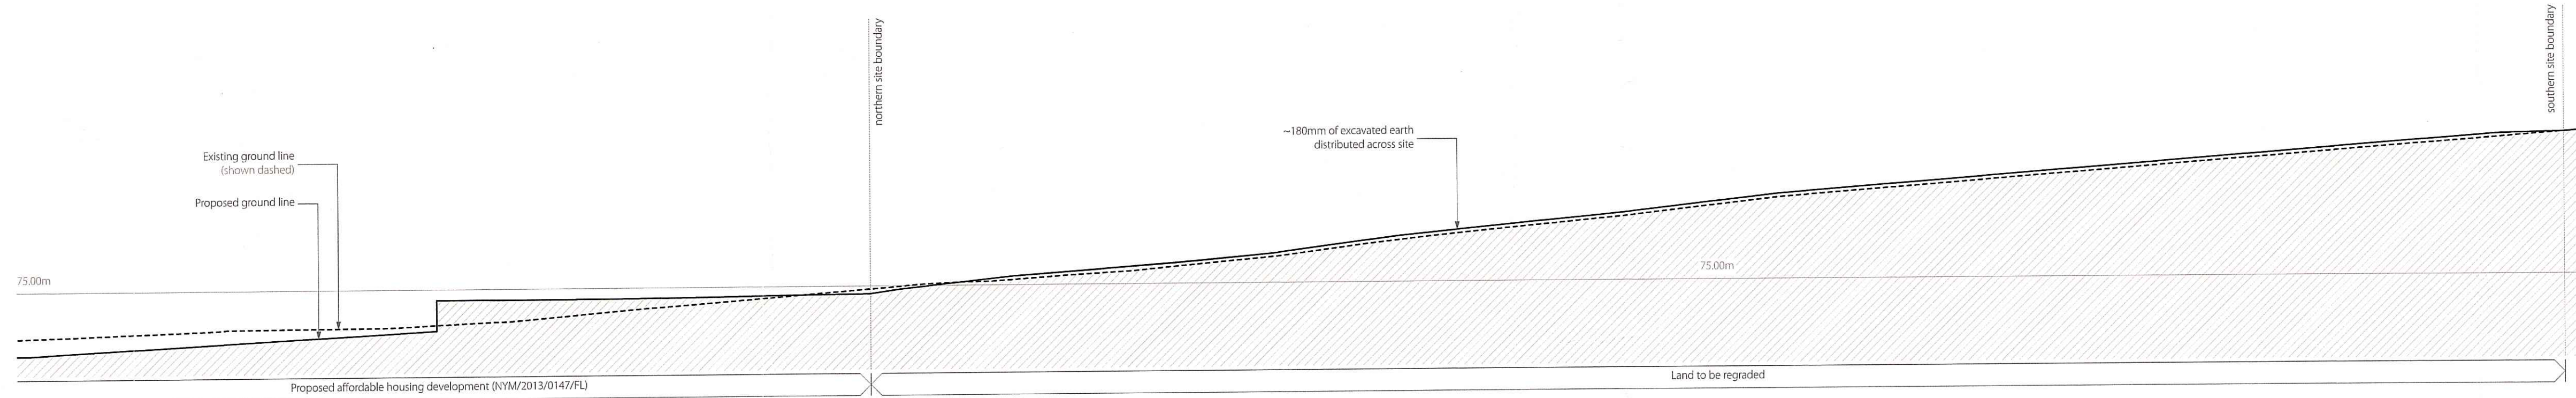 northern site boundary
southern site boundary
~180mm of excavated earth
distributed across site
Existing ground line
(shown dashed)
Proposed ground line
75.00m
75.00m
Proposed affordable housing development (NYM/2013/0147/FL)
Land to be regraded